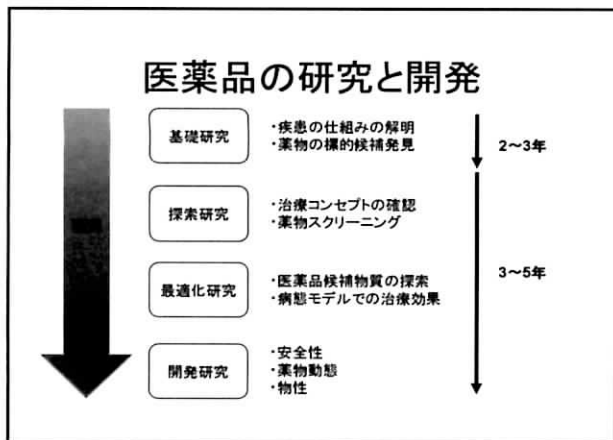 医薬品の研究と開発
基礎研究
・疾患の仕組みの解明
・薬物の標的候補発見
2～3年
探索研究
・治療コンセプトの確認
・薬物スクリーニング
最適化研究
・医薬品候補物質の探索
・病態モデルでの治療効果
3～5年
開発研究
・安全性
・薬物動態
・物性